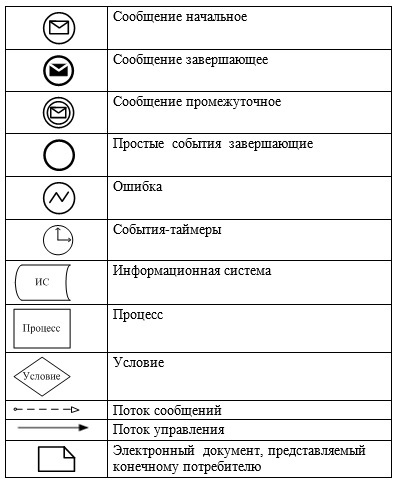 Сообщение начальное
Сообщение завершающее
Сообщение промежуточное
Простые события завершающие
Ошибка
События-таймеры
ИС
Информационная система
Процесс
Процесс
Условие
Условие
Поток сообщений
Поток управления
Электронный документ, представляемый
конечному потребителю